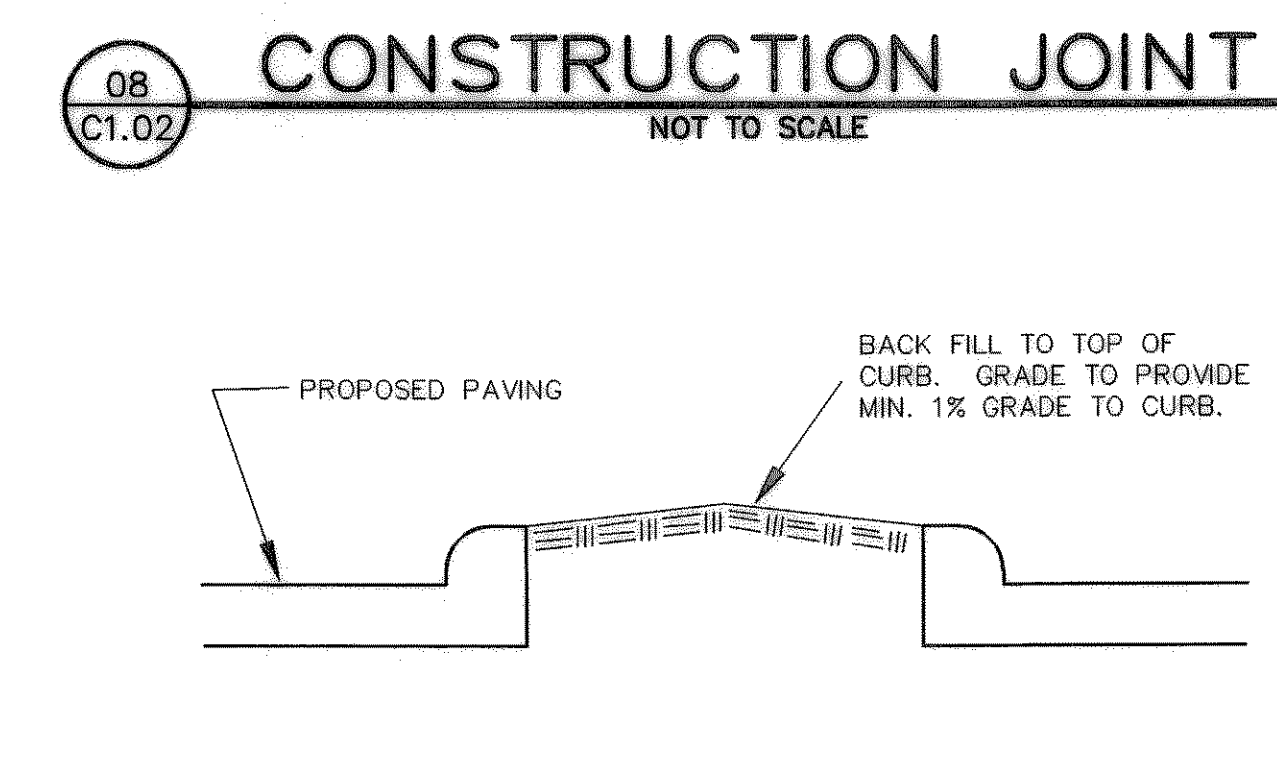 08
C1.02
CONSTRUCTION JOINT
NOT TO SCALE
PROPOSED PAVING
BACK FILL TO TOP OF
CURB. GRADE TO PROVIDE
MIN. 1% GRADE TO CURB.